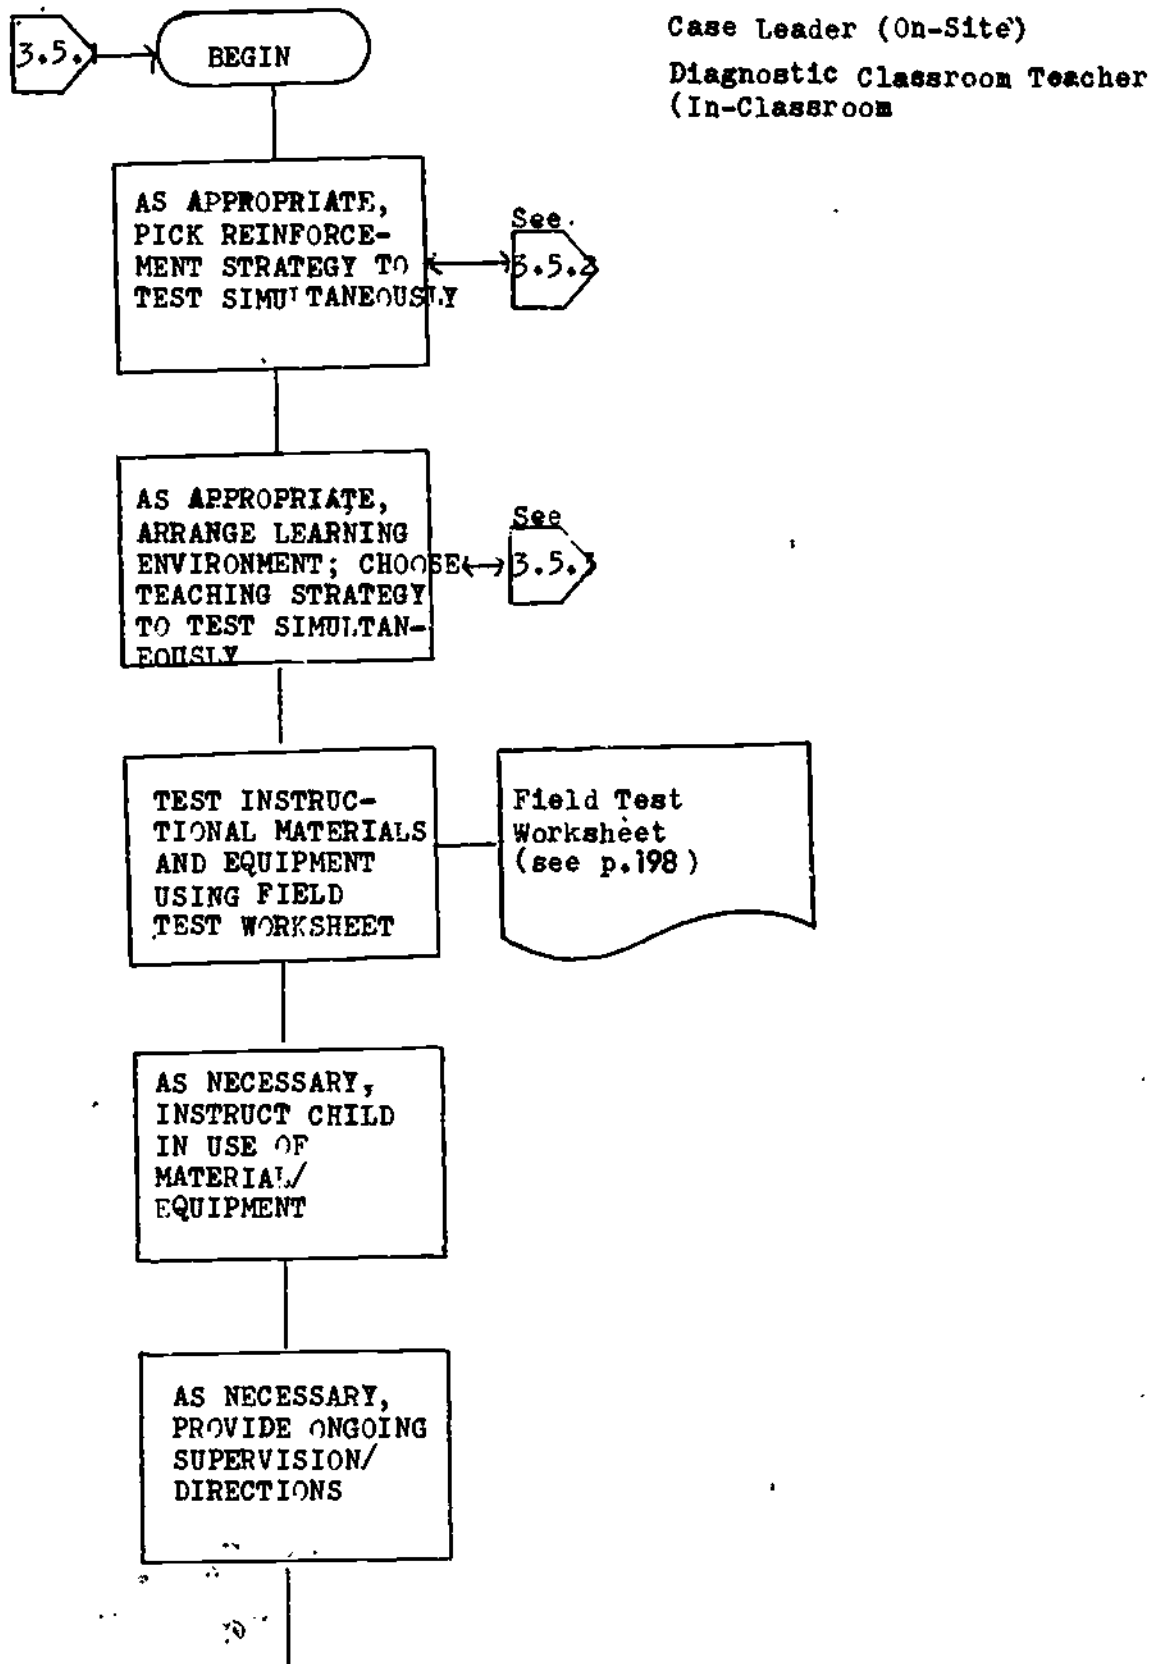 Case Leader (On-Site)
Diagnostic Classroom Teacher
(In-Classroom
3.5.
BEGIN
AS APPROPRIATE,
PICK REINFORCE-
MENT STRATEGY TO
TEST SIMULTANEOUSLY
See
3.5.2
AS APPROPRIATE,
ARRANGE LEARNING
ENVIRONMENT; CHOOSE
TEACHING STRATEGY
TO TEST SIMULTAN-
EOUSLY
See
3.5.3
TEST INSTRUC-
TIONAL MATERIALS
AND EQUIPMENT
USING FIELD
TEST WORKSHEET
Field Test
Worksheet
(see p.198)
AS NECESSARY,
INSTRUCT CHILD
IN USE OF
MATERIAL/
EQUIPMENT
AS NECESSARY,
PROVIDE ONGOING
SUPERVISION/
DIRECTIONS